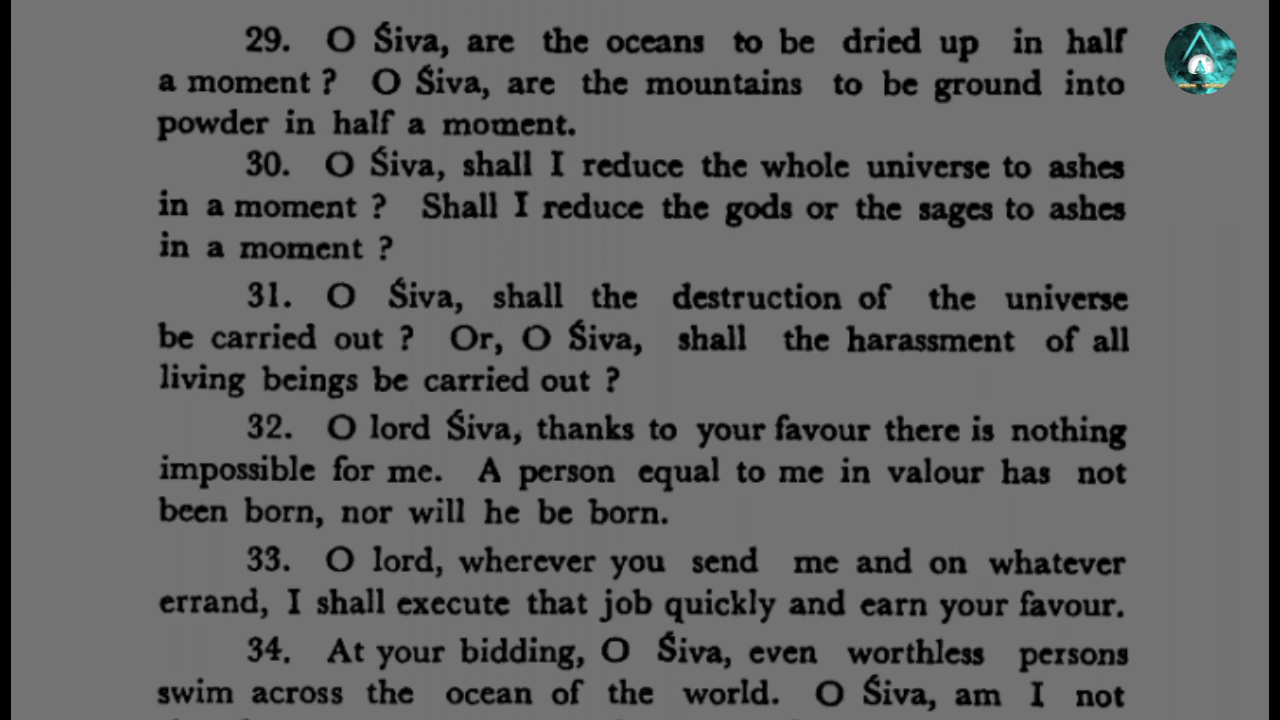 29. O Śiva, are the oceans to be dried up in half
a moment ? O Śiva, are the mountains to be ground into
powder in half a moment.
30. O Śiva, shall I reduce the whole universe to ashes
in a moment ? Shall I reduce the gods or the sages to ashes
in a moment ?
31. O Śiva, shall the destruction of the universe
be carried out ? Or, O Śiva, shall the harassment of all
living beings be carried out ?
32. O lord Śiva, thanks to your favour there is nothing
impossible for me. A person equal to me in valour has not
been born, nor will he be born.
33. O lord, wherever you send me and on whatever
errand, I shall execute that job quickly and earn your favour.
34. At your bidding, O Śiva, even worthless persons
swim across the ocean of the world. O Śiva, am I not